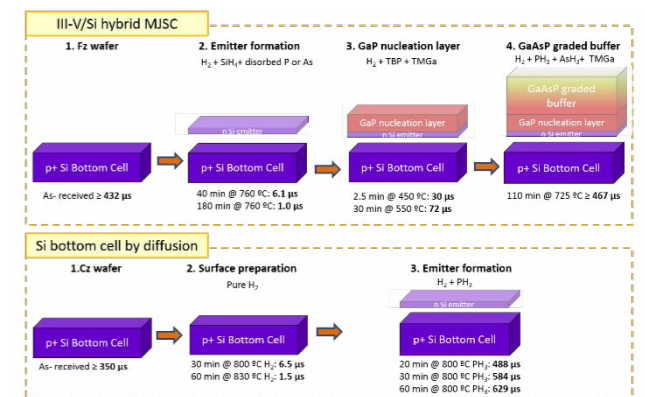 III-V/Si hybrid MJSC
1. Fz wafer
2. Emitter formation
3. GaP nucleation layer
4. GaAsP graded buffer
H₂ + SiH₄+ disorbed P or As
H₂ + TBP + TMGa
H₂ + PH₃ + AsH₃+ TMGa
GaAsP graded
buffer
GaP nucleation layer
GaP nucleation layer
n Si emitter
n Si emitter
n Si emitter
p+ Si Bottom Cell
p+ Si Bottom Cell
p+ Si Bottom Cell
p+ Si Bottom Cell
As- received ≥ 432 µs
40 min @ 760 ºC: 6.1 µs
180 min @ 760 ºC: 1.0 µs
2.5 min @ 450 ºC: 30 µs
30 min @ 550 ºC: 72 µs
110 min @ 725 ºC ≥ 467 µs
Si bottom cell by diffusion
1.Cz wafer
2. Surface preparation
3. Emitter formation
Pure H₂
H₂ + PH₃
n Si emitter
p+ Si Bottom Cell
p+ Si Bottom Cell
p+ Si Bottom Cell
As- received ≥ 350 µs
30 min @ 800 ºC H₂: 6.5 µs
60 min @ 830 ºC H₂: 1.5 µs
20 min @ 800 ºC PH₃: 488 µs
30 min @ 800 ºC PH₃: 584 µs
60 min @ 800 ºC PH₃: 629 µs